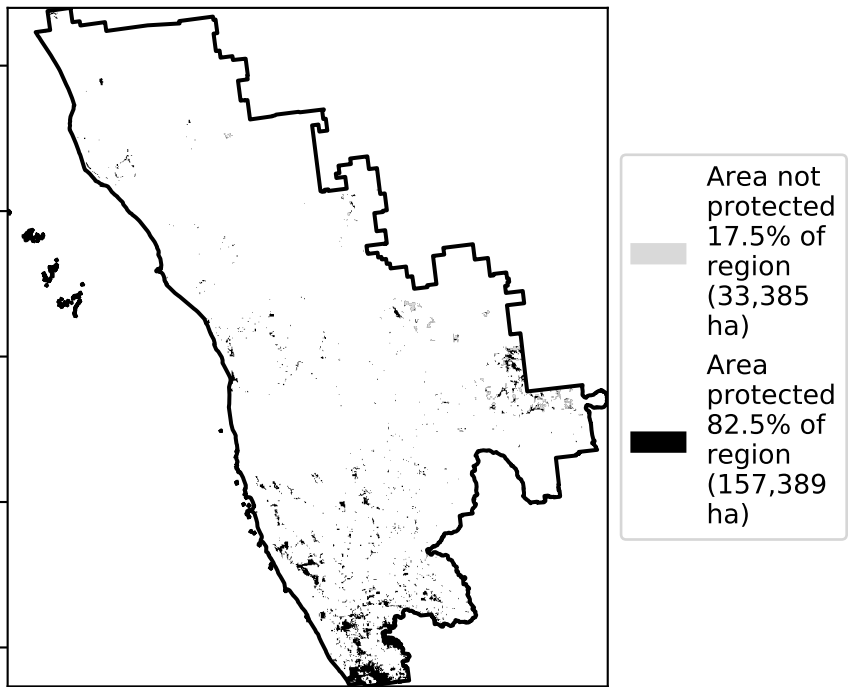 Area not
protected
17.5% of
region
(33,385
ha)
Area
protected
82.5% of
region
(157,389
ha)